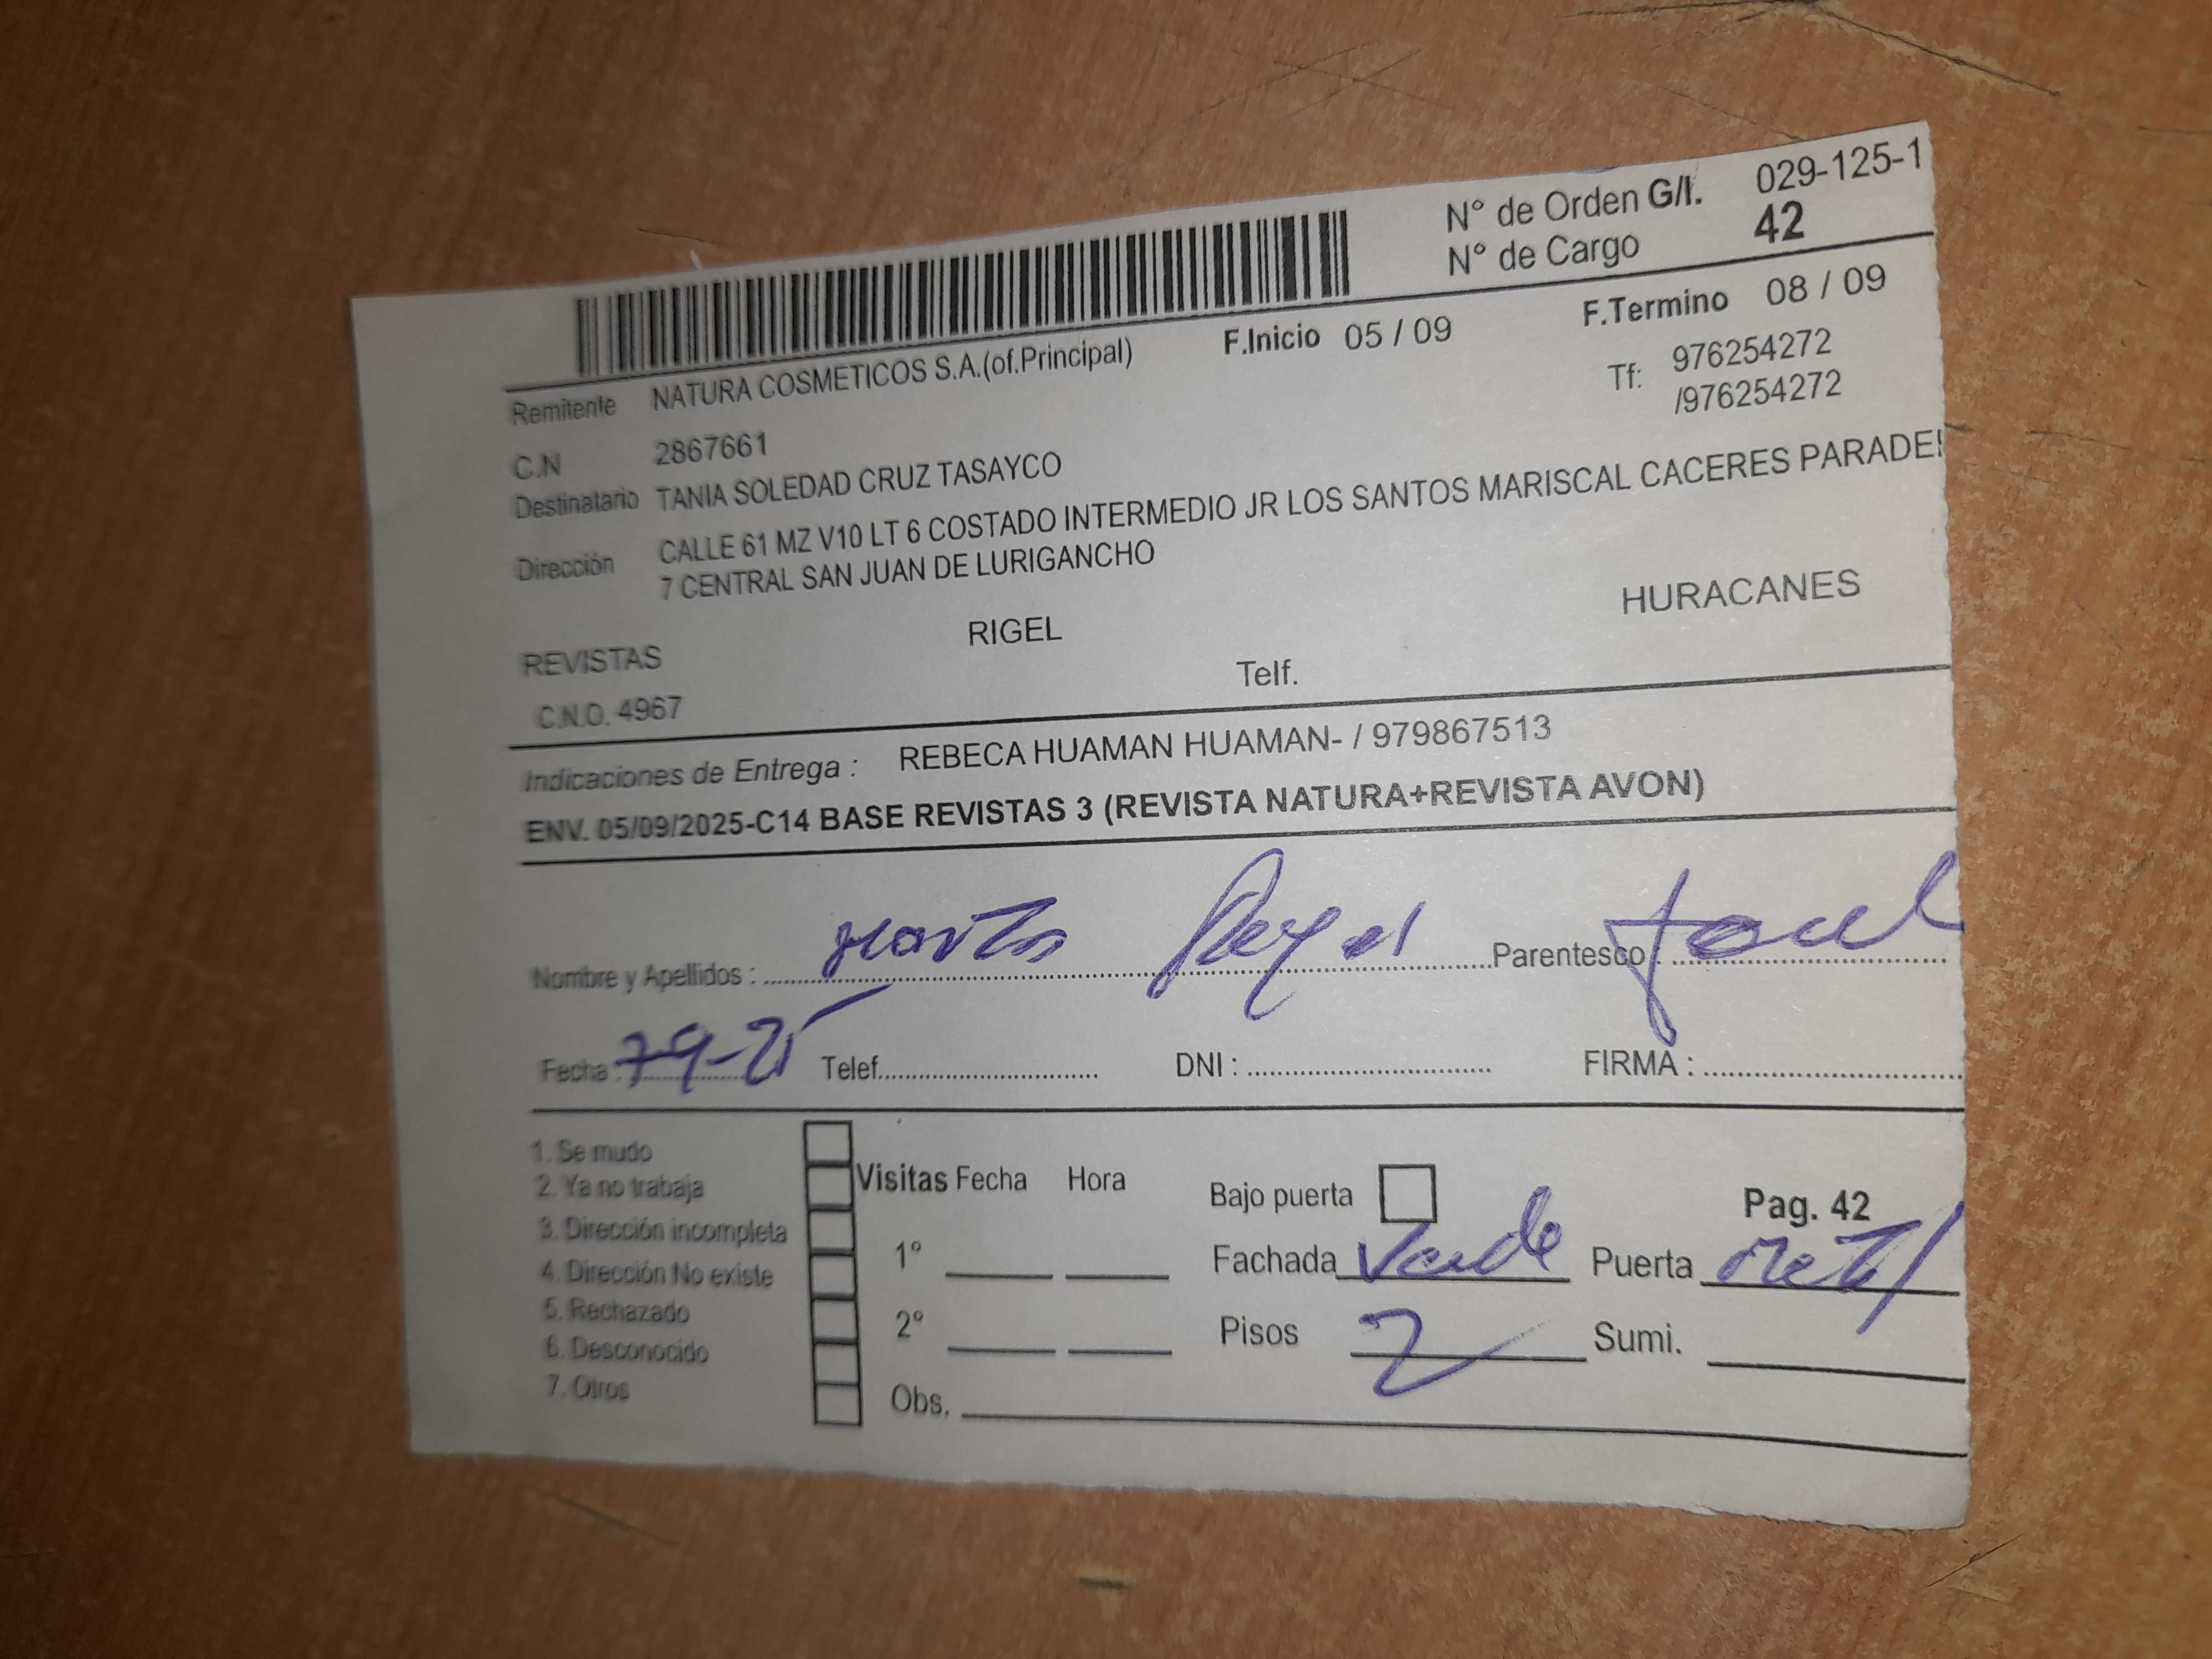 N° de Orden G/I. 029-125-1
N° de Cargo 42
F.Inicio 05 / 09 F.Termino 08 / 09
Remitente NATURA COSMETICOS S.A.(of.Principal) Tf: 976254272
/976254272
C.N 2867661
Destinatario TANIA SOLEDAD CRUZ TASAYCO
Dirección CALLE 61 MZ V10 LT 6 COSTADO INTERMEDIO JR LOS SANTOS MARISCAL CACERES PARADE
7 CENTRAL SAN JUAN DE LURIGANCHO
REVISTAS RIGEL HURACANES
C.N.O. 4967 Telf.
Indicaciones de Entrega : REBECA HUAMAN HUAMAN- / 979867513
ENV. 05/09/2025-C14 BASE REVISTAS 3 (REVISTA NATURA+REVISTA AVON)
Nombre y Apellidos : Parentesco :
Fecha : 79-25 Telef. DNI : FIRMA :
1. Se mudo
2. Ya no trabaja
3. Dirección incompleta
4. Dirección No existe
5. Rechazado
6. Desconocido
7. Otros
Visitas Fecha Hora
1°
2°
Obs.
Bajo puerta Pag. 42
Fachada Verde Puerta Metal
Pisos 2 Sumi.